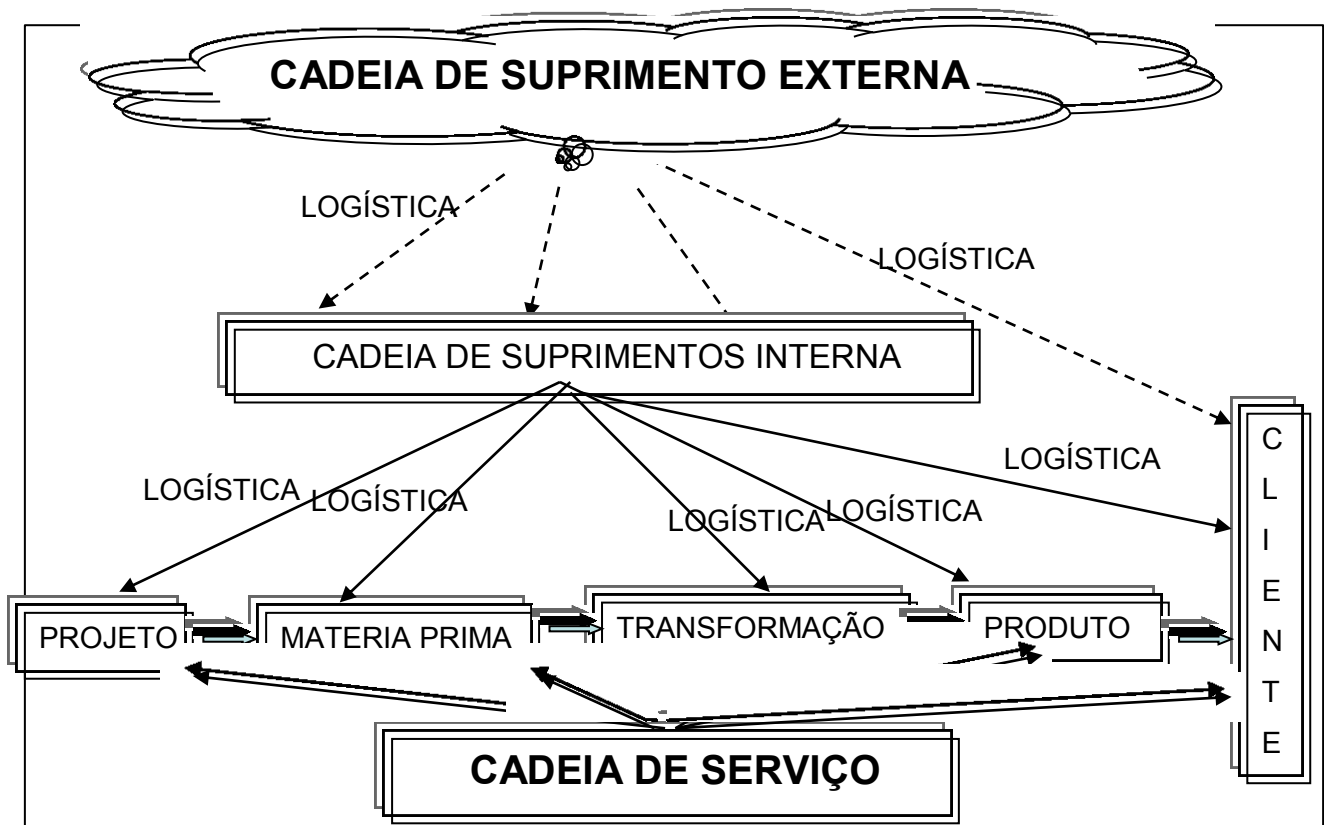 CADEIA DE SUPRIMENTO EXTERNA
LOGÍSTICA
LOGÍSTICA
CADEIA DE SUPRIMENTOS INTERNA
LOGÍSTICA
LOGÍSTICA
LOGÍSTICA
LOGÍSTICA
LOGÍSTICA
PROJETO
MATERIA PRIMA
TRANSFORMAÇÃO
PRODUTO
C
L
I
E
N
T
E
CADEIA DE SERVIÇO